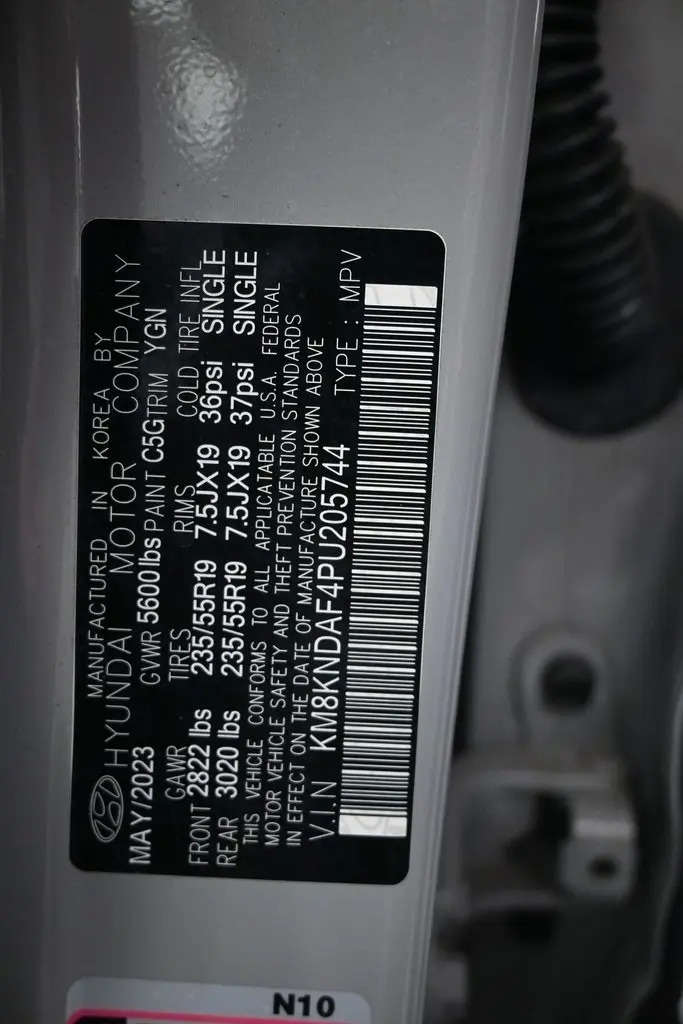 MANUFACTURED IN KOREA BY
HYUNDAI MOTOR COMPANY
MAY/2023 GVWR 5600lbs PAINT C5G TRIM YGN
GAWR TIRES RIMS COLD TIRE INFL
FRONT 2822 lbs 235/55R19 7.5JX19 36psi SINGLE
REAR 3020 lbs 235/55R19 7.5JX19 37psi SINGLE
THIS VEHICLE CONFORMS TO ALL APPLICATABLE U.S.A. FEDERAL
MOTOR VEHICLE SAFETY AND THEFT PREVENTION STANDARDS
IN EFFECT ON THE DATE OF MANUFACTURE SHOWN ABOVE
V.I.N KM8KNDAF4PU205744 TYPE : MPV
N10